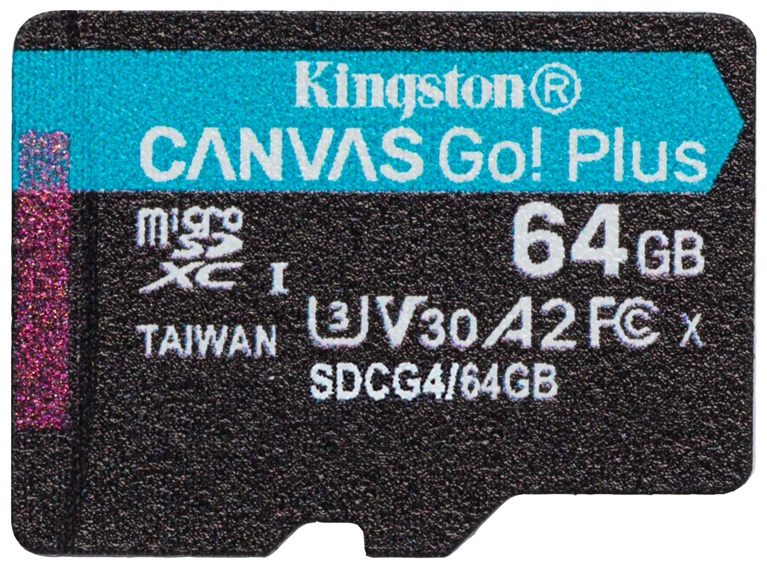 Kingston®
CANVAS Go! Plus
micro
SD
XC I
64GB
TAIWAN
U3 V30 A2 FC X
SDCG4/64GB